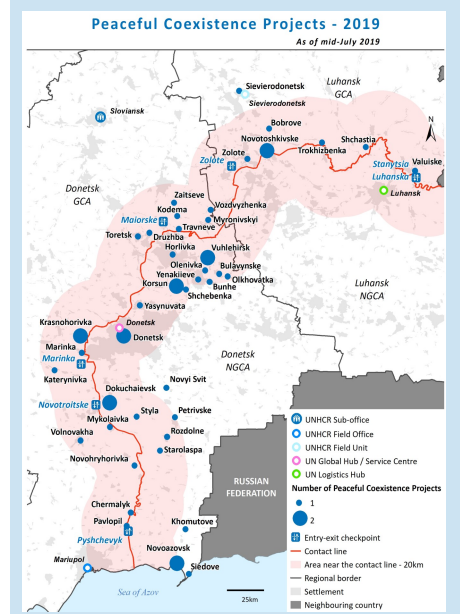 Peaceful Coexistence Projects - 2019
As of mid-July 2019
Sievierodonetsk
Luhansk
GCA
Sievierodonetsk
Sloviansk
Bobrove
Novotoshkivske
Shchastia
Trokhizbenka
Zolote
Zolote
Stanytsia
Luhanska
Valuiske
N
Luhansk
Donetsk
GCA
Zaitseve
Kodema
Vozdvyzhenka
Maiorske
Myronivskyi
Travneve
Toretsk
Druzhba
Horlivka
Vuhlehirsk
Olenivka
Bulavynske
Yenakiieve
Olkhovatka
Korsun
Bunhe
Shchebenka
Luhansk
NGCA
Yasynuvata
Krasnohorivka
Donetsk
Donetsk
Marinka
Marinka
Donetsk
NGCA
Katerynivka
Novyi Svit
Dokuchaievsk
Novotroitske
Styla
Petrivske
Mykolaivka
Volnovakha
Rozdolne
Novohryhorivka
Starolaspa
RUSSIAN
FEDERATION
Chermalyk
Pavlopil
Khomutove
Pyshchevyk
Novoazovsk
Mariupol
Siedove
Sea of Azov
25km
UNHCR Sub-office
UNHCR Field Office
UNHCR Field Unit
UN Global Hub / Service Centre
UN Logistics Hub
Number of Peaceful Coexistence Projects
1
2
Entry-exit checkpoint
Contact line
Area near the contact line - 20km
Regional border
Settlement
Neighbouring country